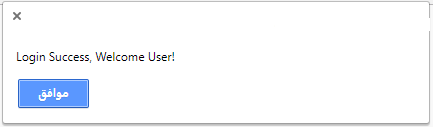 Login Success, Welcome User!
موافق